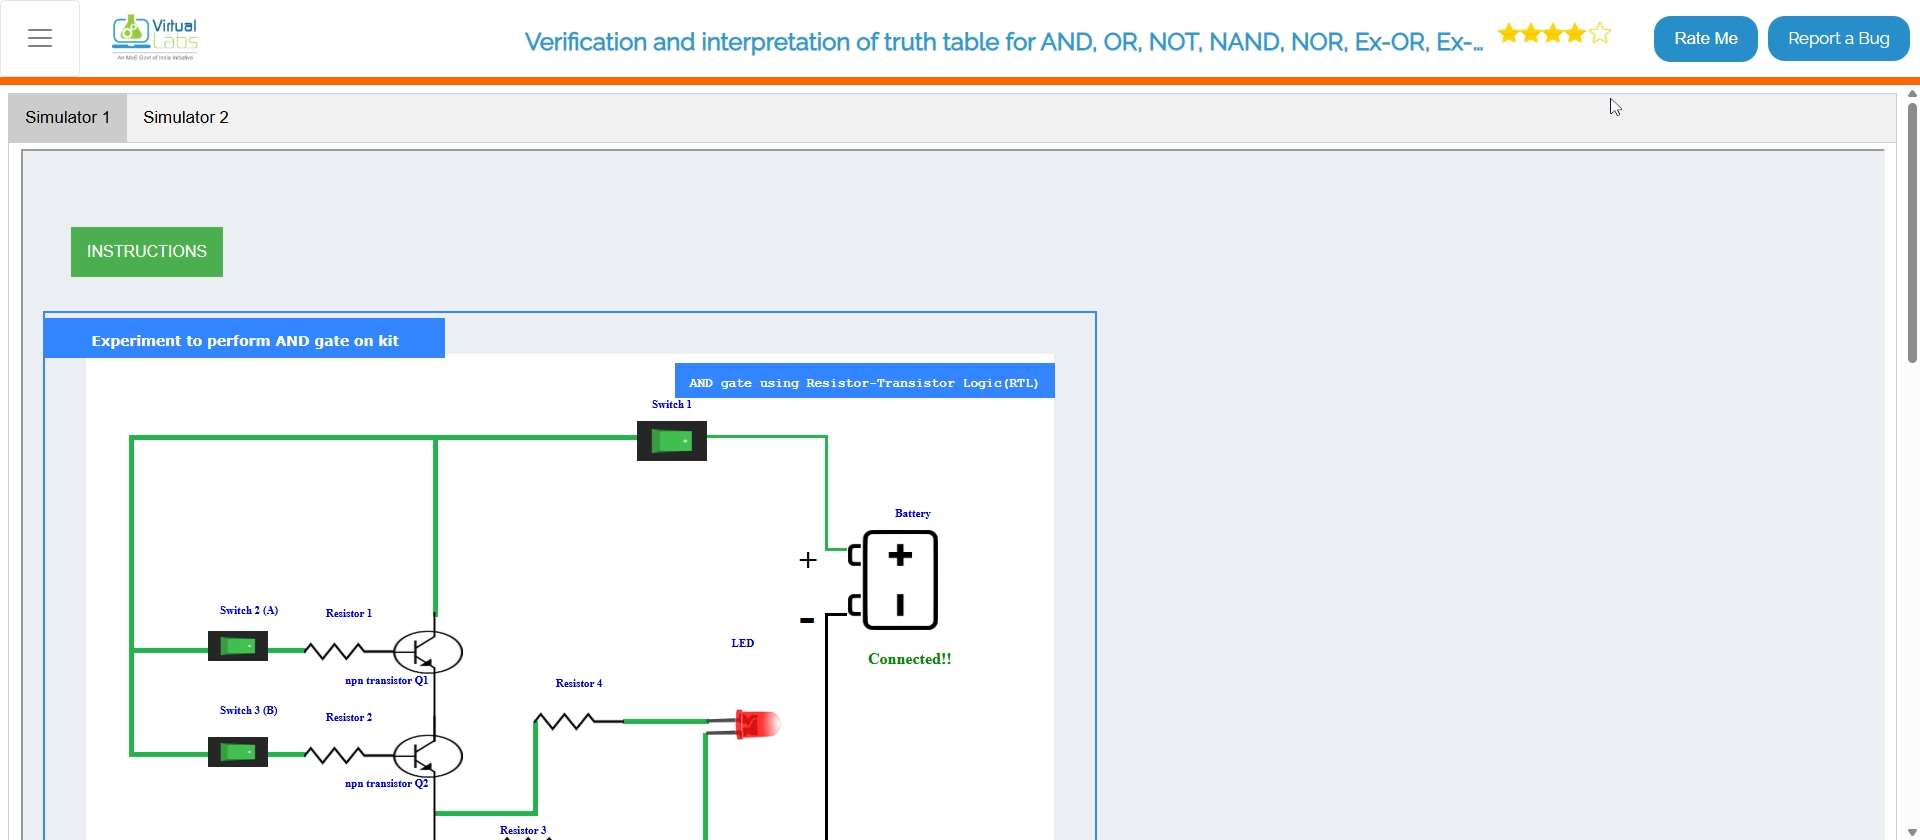 Virtual
Labs
An MoE Govt of India Initiative
Verification and interpretation of truth table for AND, OR, NOT, NAND, NOR, Ex-OR, Ex-...
Rate Me
Report a Bug
Simulator 1
Simulator 2
INSTRUCTIONS
Experiment to perform AND gate on kit
AND gate using Resistor-Transistor Logic(RTL)
Switch 1
Battery
+
-
Connected!!
Switch 2 (A)
Resistor 1
npn transistor Q1
LED
Resistor 4
Switch 3 (B)
Resistor 2
npn transistor Q2
Resistor 3